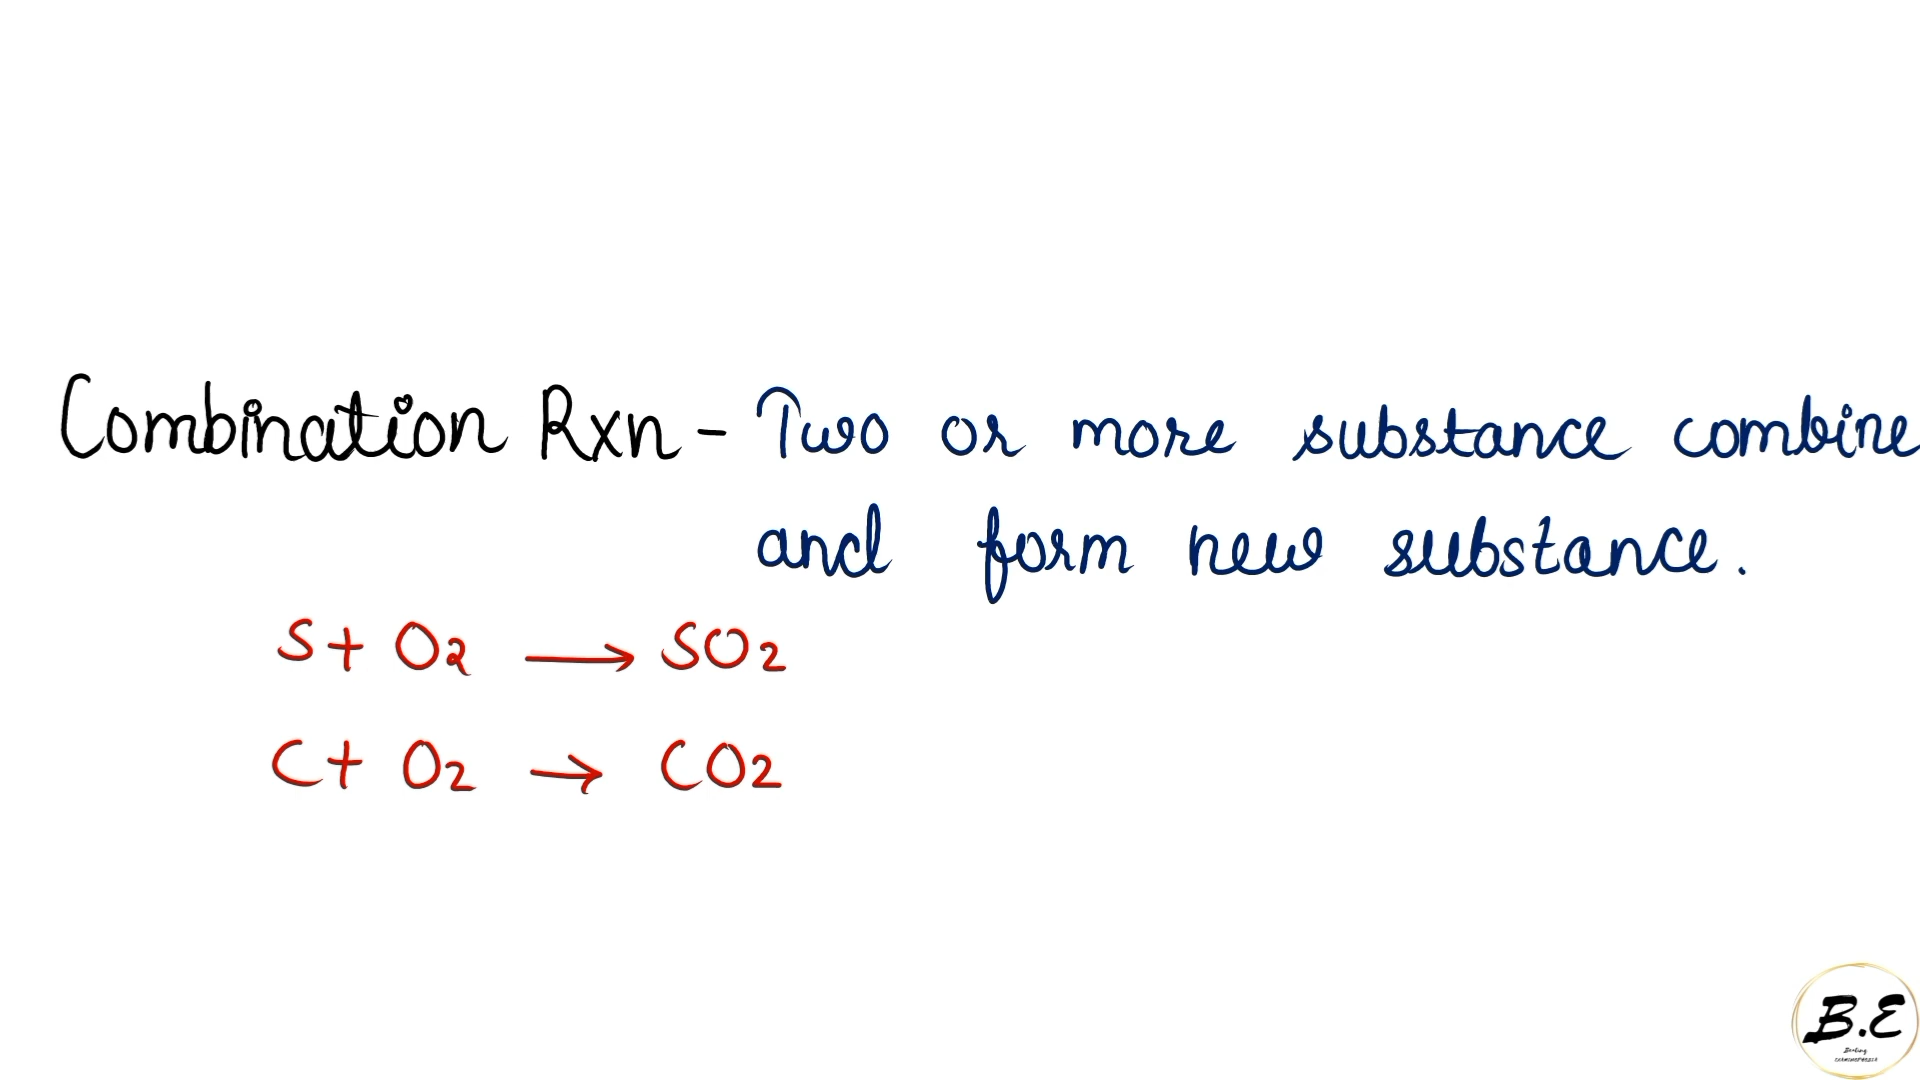 Combination Rxn - Two or more substance combine
and form new substance.
S + O2 → SO2
C + O2 → CO2
B.E